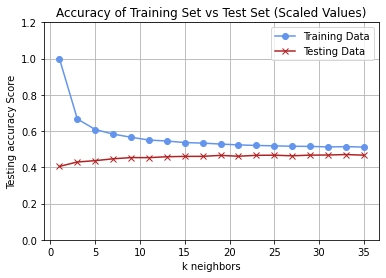 Accuracy of Training Set vs Test Set (Scaled Values)
Training Data
Testing Data
Testing accuracy Score
1.2
1.0
0.8
0.6
0.4
0.2
0.0
0 5 10 15 20 25 30 35
k neighbors